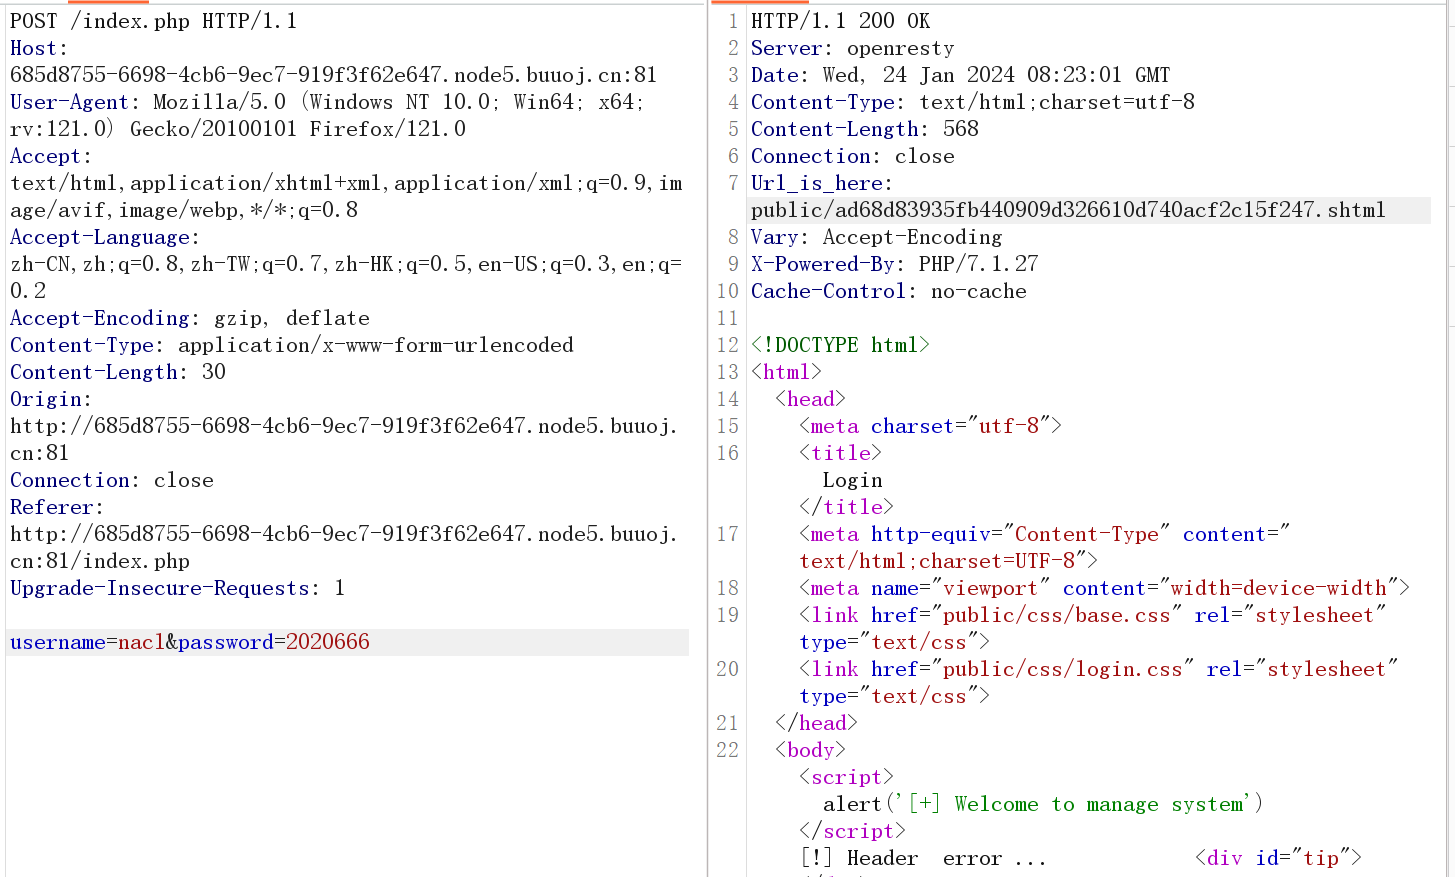 POST /index.php HTTP/1.1
Host:
685d8755-6698-4cb6-9ec7-919f3f62e647.node5.buuoj.cn:81
User-Agent: Mozilla/5.0 (Windows NT 10.0; Win64; x64;
rv:121.0) Gecko/20100101 Firefox/121.0
Accept:
text/html,application/xhtml+xml,application/xml;q=0.9,im
age/avif,image/webp,*/*;q=0.8
Accept-Language:
zh-CN,zh;q=0.8,zh-TW;q=0.7,zh-HK;q=0.5,en-US;q=0.3,en;q=
0.2
Accept-Encoding: gzip, deflate
Content-Type: application/x-www-form-urlencoded
Content-Length: 30
Origin:
http://685d8755-6698-4cb6-9ec7-919f3f62e647.node5.buuoj.
cn:81
Connection: close
Referer:
http://685d8755-6698-4cb6-9ec7-919f3f62e647.node5.buuoj.
cn:81/index.php
Upgrade-Insecure-Requests: 1
username=nacl&password=2020666
1 HTTP/1.1 200 OK
2 Server: openresty
3 Date: Wed, 24 Jan 2024 08:23:01 GMT
4 Content-Type: text/html;charset=utf-8
5 Content-Length: 568
6 Connection: close
7 Url_is_here:
public/ad68d83935fb440909d326610d740acf2c15f247.shtml
8 Vary: Accept-Encoding
9 X-Powered-By: PHP/7.1.27
10 Cache-Control: no-cache
11
12 <!DOCTYPE html>
13 <html>
14 <head>
15 <meta charset="utf-8">
16 <title>
Login
</title>
17 <meta http-equiv="Content-Type" content="
text/html;charset=UTF-8">
18 <meta name="viewport" content="width=device-width">
19 <link href="public/css/base.css" rel="stylesheet"
type="text/css">
20 <link href="public/css/login.css" rel="stylesheet"
type="text/css">
21 </head>
22 <body>
<script>
alert('[+] Welcome to manage system')
</script>
[!] Header  error ... <div id="tip">